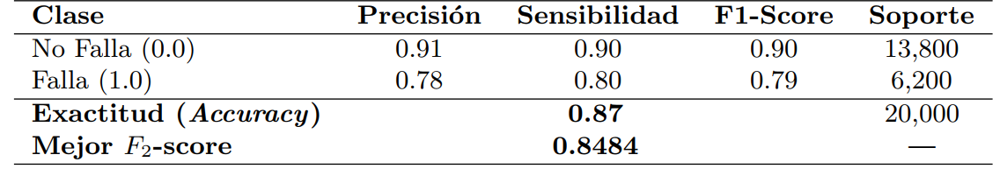 Clase Precisión Sensibilidad F1-Score Soporte
No Falla (0.0) 0.91 0.90 0.90 13,800
Falla (1.0) 0.78 0.80 0.79 6,200
Exactitud (Accuracy) 0.87 20,000
Mejor F₂-score 0.8484 —